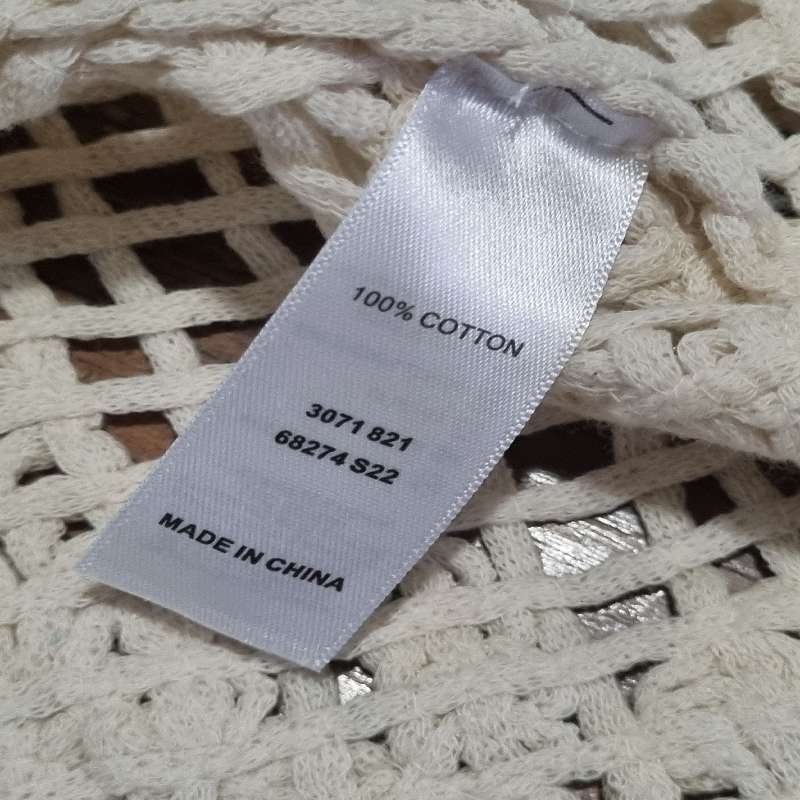 100% COTTON
3071 821
68274 S22
MADE IN CHINA